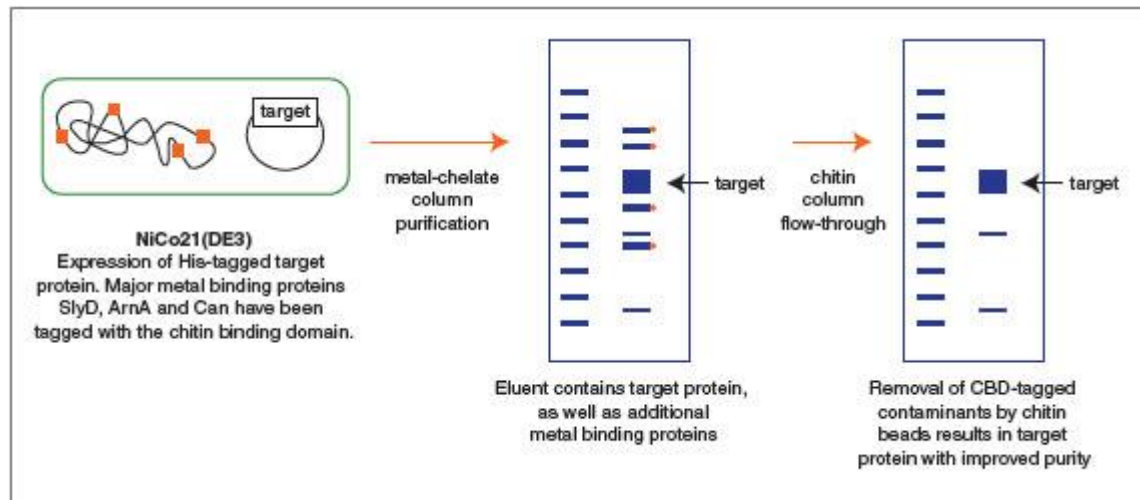 target
NiCo21(DE3)
Expression of His-tagged target
protein. Major metal binding proteins
SlyD, ArnA and Can have been
tagged with the chitin binding domain.
metal-chelate
column
purification
target
Eluent contains target protein,
as well as additional
metal binding proteins
chitin
column
flow-through
target
Removal of CBD-tagged
contaminants by chitin
beads results in target
protein with improved purity